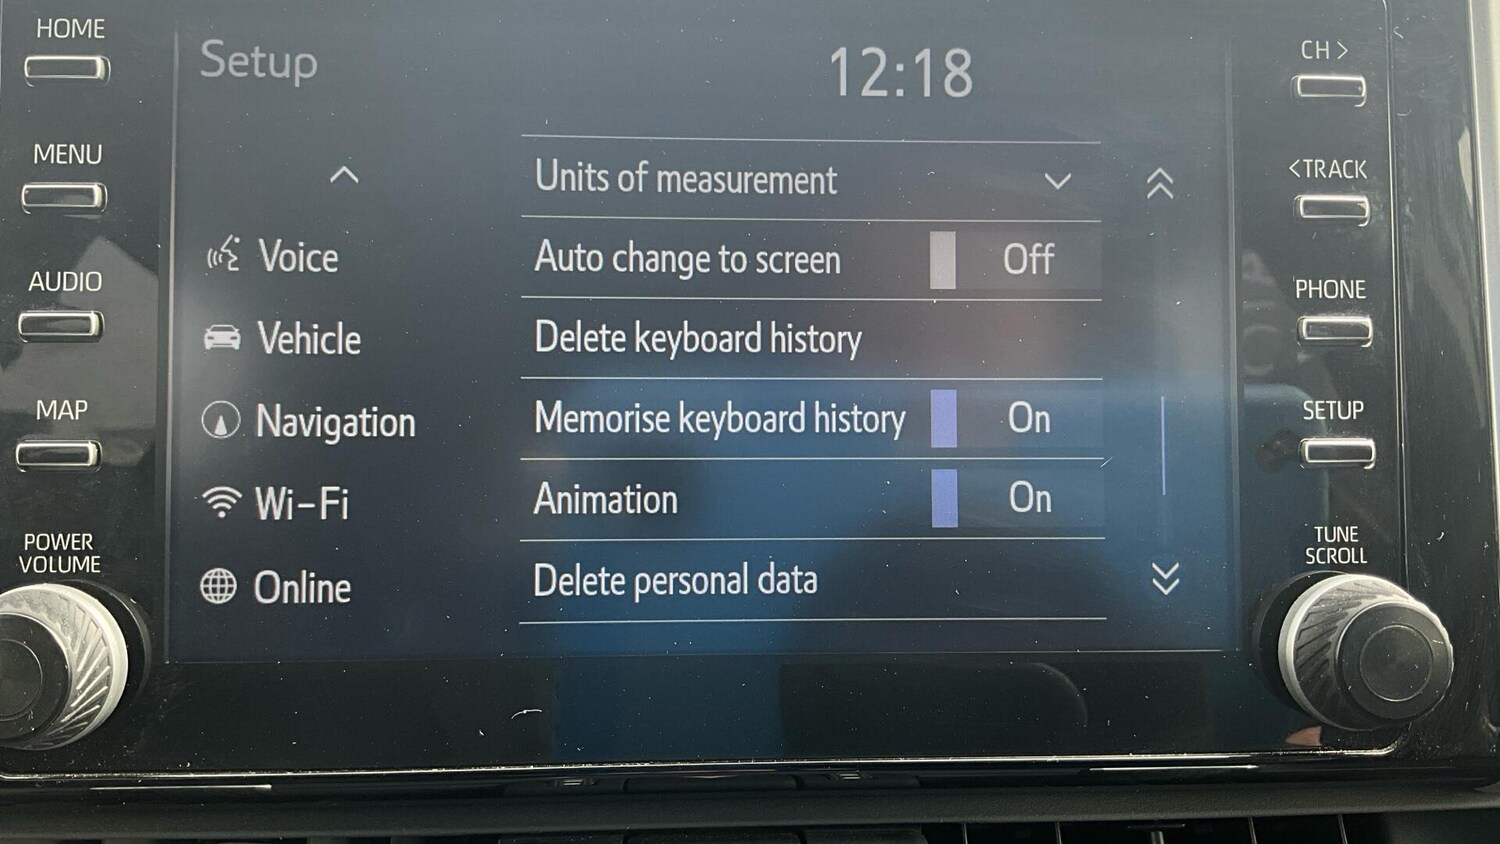 HOME
MENU
AUDIO
MAP
POWER
VOLUME
Setup
12:18
Voice
Vehicle
Navigation
Wi-Fi
Online
Units of measurement
Auto change to screen Off
Delete keyboard history
Memorise keyboard history On
Animation On
Delete personal data
CH >
<TRACK
PHONE
SETUP
TUNE
SCROLL